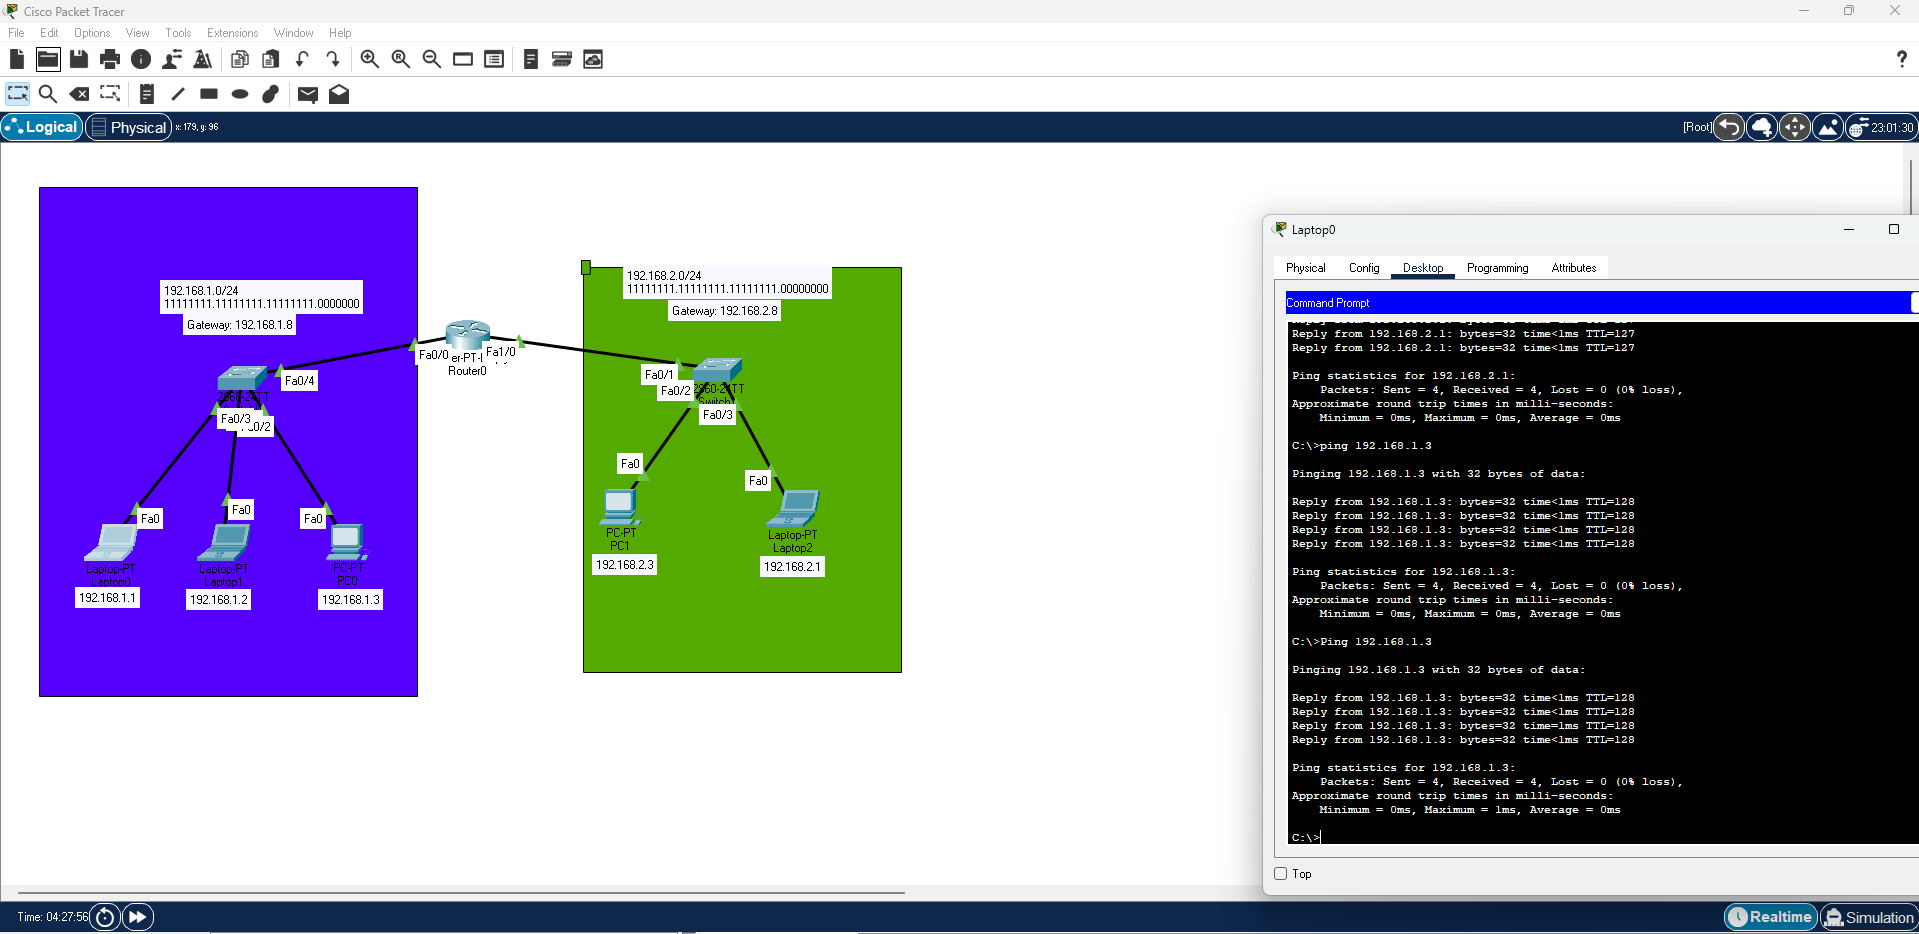 Cisco Packet Tracer
File Edit Options View Tools Extensions Window Help
Logical Physical x: 179, y: 96 [Root] 23:01:30
192.168.1.0/24
11111111.11111111.11111111.0000000
Gateway: 192.168.1.8
Fa0/4
2960-24TT
Fa0/3
Fa0
Fa0
Fa0
Laptop-PT
Laptop0
192.168.1.1
Laptop-PT
Laptop1
192.168.1.2
PC-PT
PC0
192.168.1.3
Fa0/0
er-PT-
Fa1/0
Router0
192.168.2.0/24
11111111.11111111.11111111.00000000
Gateway: 192.168.2.8
Fa0/1
Fa0/2
2960-24TT
Switch1
Fa0/3
Fa0
Fa0
PC-PT
PC1
192.168.2.3
Laptop-PT
Laptop2
192.168.2.1
Laptop0
Physical Config Desktop Programming Attributes
Command Prompt
Reply from 192.168.2.1: bytes=32 time<1ms TTL=127
Reply from 192.168.2.1: bytes=32 time<1ms TTL=127
Ping statistics for 192.168.2.1:
Packets: Sent = 4, Received = 4, Lost = 0 (0% loss),
Approximate round trip times in milli-seconds:
Minimum = 0ms, Maximum = 0ms, Average = 0ms
C:\>ping 192.168.1.3
Pinging 192.168.1.3 with 32 bytes of data:
Reply from 192.168.1.3: bytes=32 time<1ms TTL=128
Reply from 192.168.1.3: bytes=32 time<1ms TTL=128
Reply from 192.168.1.3: bytes=32 time<1ms TTL=128
Reply from 192.168.1.3: bytes=32 time<1ms TTL=128
Ping statistics for 192.168.1.3:
Packets: Sent = 4, Received = 4, Lost = 0 (0% loss),
Approximate round trip times in milli-seconds:
Minimum = 0ms, Maximum = 0ms, Average = 0ms
C:\>Ping 192.168.1.3
Pinging 192.168.1.3 with 32 bytes of data:
Reply from 192.168.1.3: bytes=32 time<1ms TTL=128
Reply from 192.168.1.3: bytes=32 time=1ms TTL=128
Reply from 192.168.1.3: bytes=32 time<1ms TTL=128
Reply from 192.168.1.3: bytes=32 time<1ms TTL=128
Ping statistics for 192.168.1.3:
Packets: Sent = 4, Received = 4, Lost = 0 (0% loss),
Approximate round trip times in milli-seconds:
Minimum = 0ms, Maximum = 1ms, Average = 0ms
C:\>
Top
Time: 04:27:56 Realtime Simulation